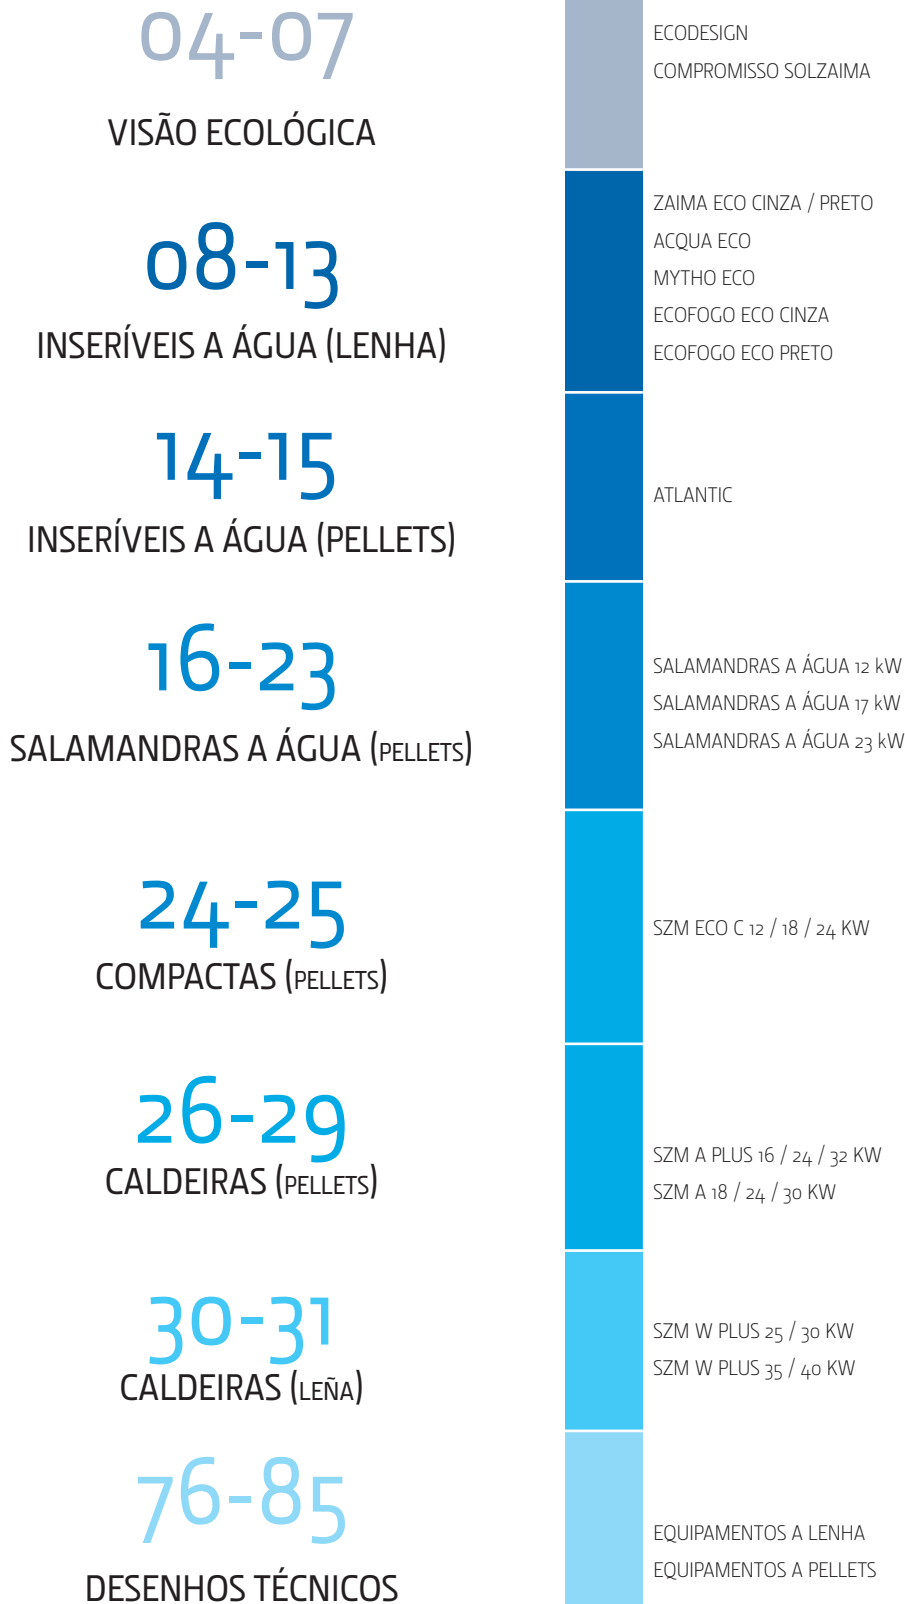 04-07
VISÃO ECOLÓGICA
ECODESIGN
COMPROMISSO SOLZAIMA
08-13
INSERÍVEIS A ÁGUA (LENHA)
ZAIMA ECO CINZA / PRETO
ACQUA ECO
MYTHO ECO
ECOFOGO ECO CINZA
ECOFOGO ECO PRETO
14-15
INSERÍVEIS A ÁGUA (PELLETS)
ATLANTIC
16-23
SALAMANDRAS A ÁGUA (PELLETS)
SALAMANDRAS A ÁGUA 12 kW
SALAMANDRAS A ÁGUA 17 kW
SALAMANDRAS A ÁGUA 23 kW
24-25
COMPACTAS (PELLETS)
SZM ECO C 12 / 18 / 24 KW
26-29
CALDEIRAS (PELLETS)
SZM A PLUS 16 / 24 / 32 KW
SZM A 18 / 24 / 30 KW
30-31
CALDEIRAS (LEÑA)
SZM W PLUS 25 / 30 KW
SZM W PLUS 35 / 40 KW
76-85
DESENHOS TÉCNICOS
EQUIPAMENTOS A LENHA
EQUIPAMENTOS A PELLETS